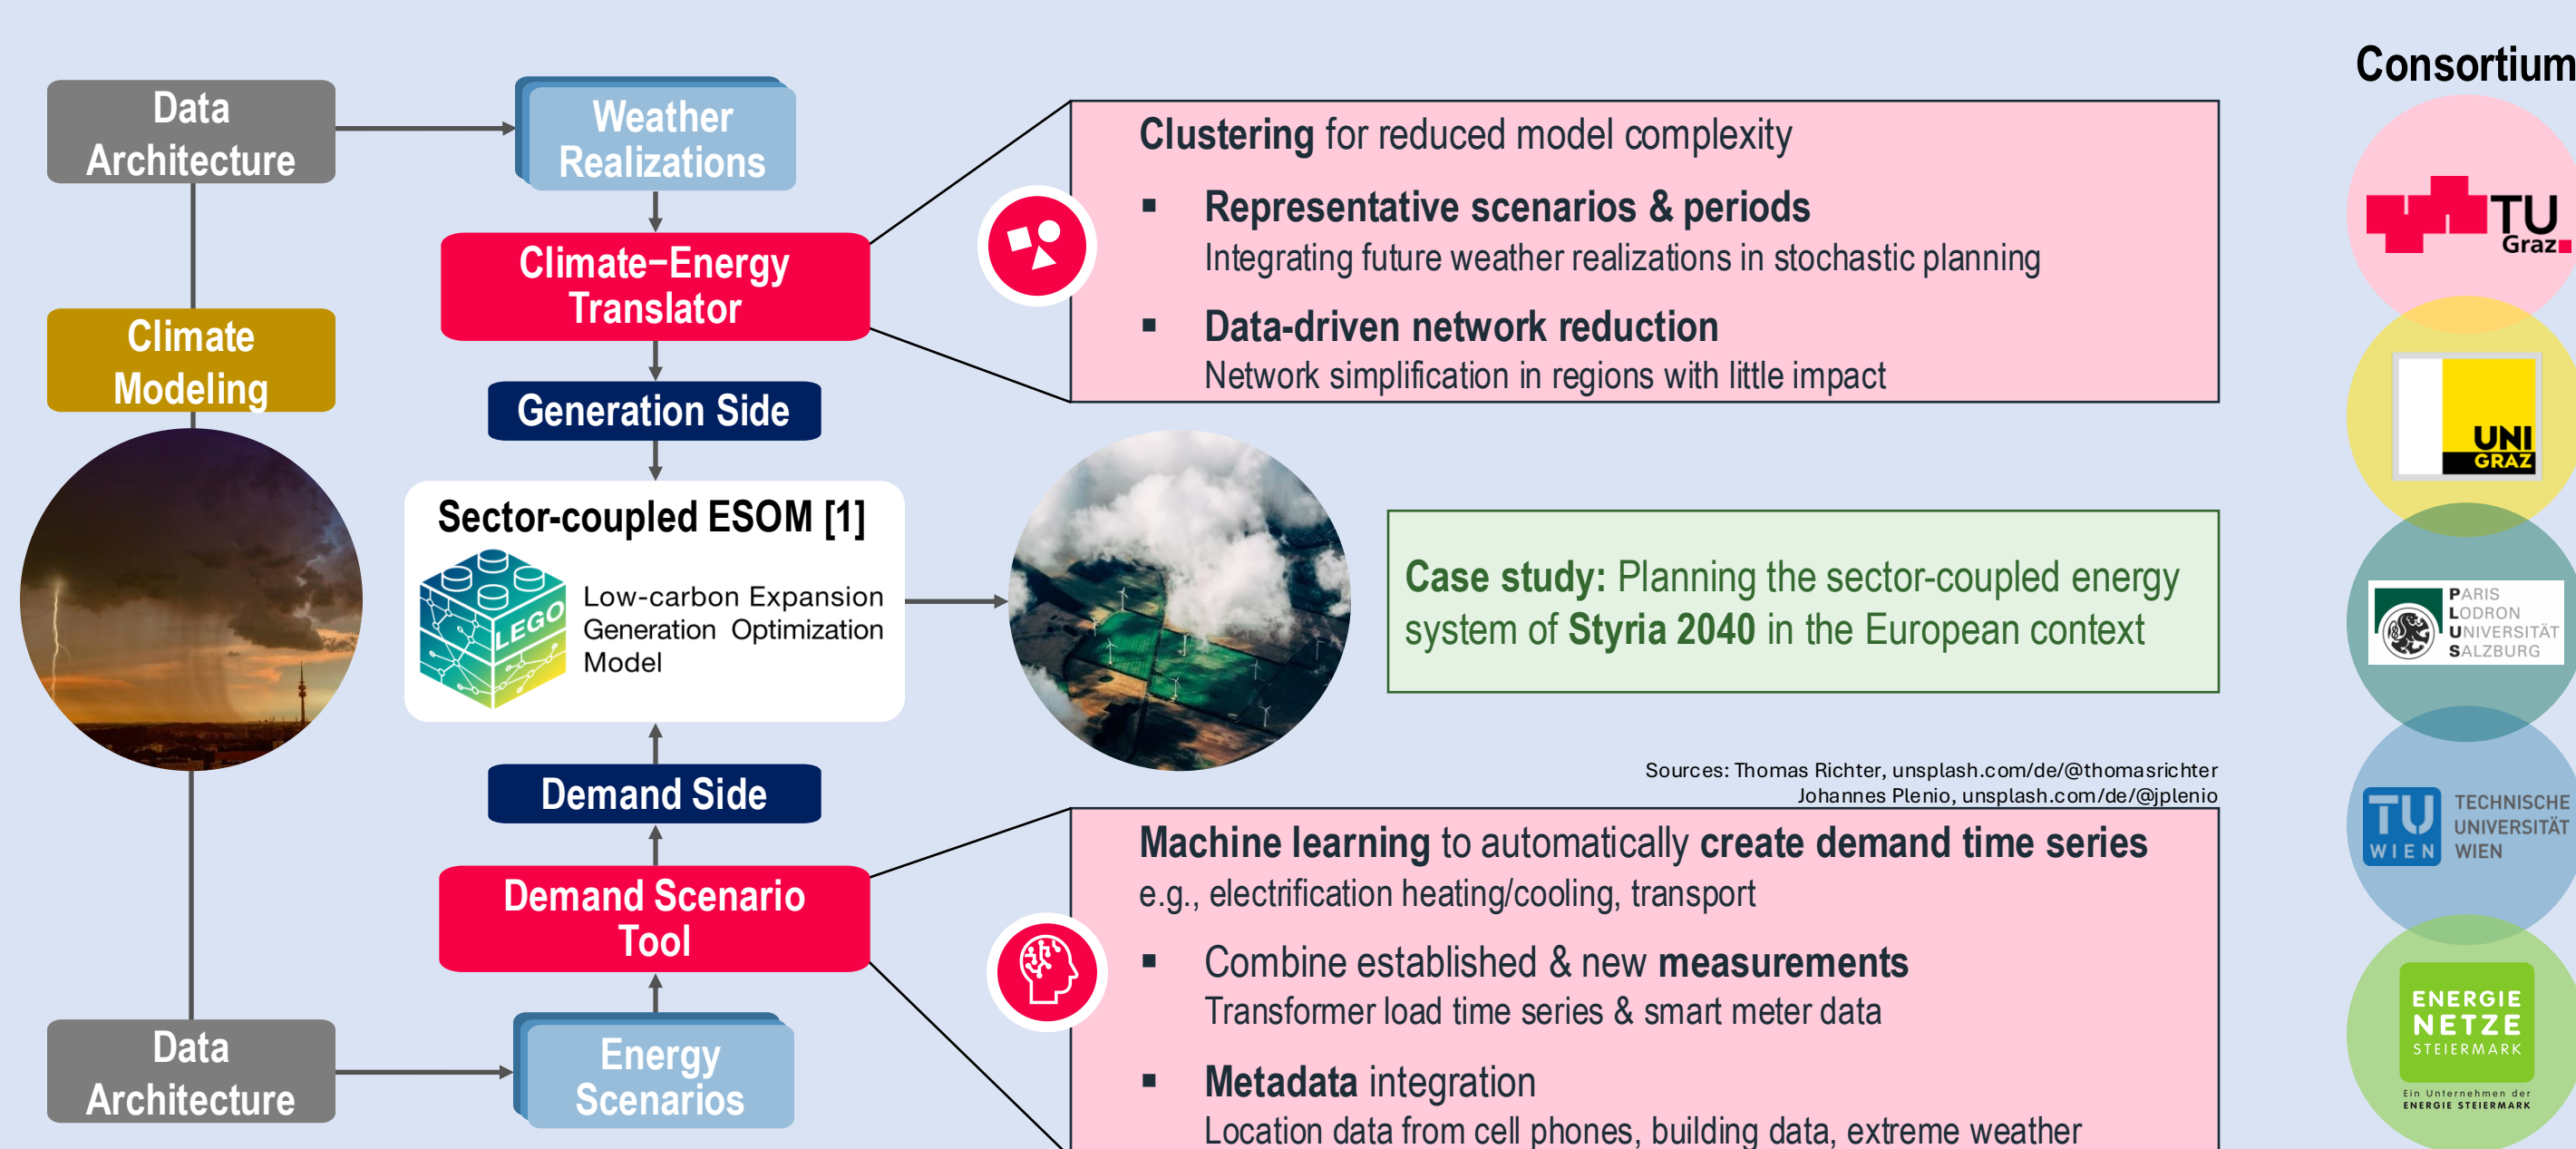 Data
Architecture
Weather
Realizations
Climate–Energy
Translator
Climate
Modeling
Generation Side
Sector-coupled ESOM [1]
LEGO
Low-carbon Expansion
Generation Optimization
Model
Demand Side
Demand Scenario
Tool
Data
Architecture
Energy
Scenarios
Clustering for reduced model complexity
▪ Representative scenarios & periods
Integrating future weather realizations in stochastic planning
▪ Data-driven network reduction
Network simplification in regions with little impact
Case study: Planning the sector-coupled energy
system of Styria 2040 in the European context
Sources: Thomas Richter, unsplash.com/de/@thomasrichter
Johannes Plenio, unsplash.com/de/@jplenio
Machine learning to automatically create demand time series
e.g., electrification heating/cooling, transport
▪ Combine established & new measurements
Transformer load time series & smart meter data
▪ Metadata integration
Location data from cell phones, building data, extreme weather
Consortium
TU
Graz
UNI
GRAZ
PARIS
LODRON
UNIVERSITÄT
SALZBURG
TU
WIEN
TECHNISCHE
UNIVERSITÄT
WIEN
ENERGIE
NETZE
STEIERMARK
Ein Unternehmen der
ENERGIE STEIERMARK